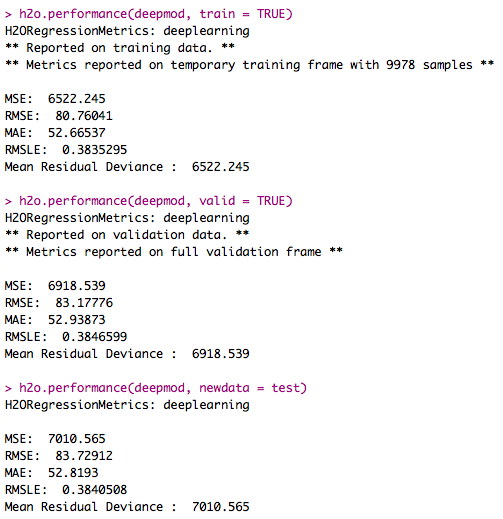 > h2o.performance(deepmod, train = TRUE)
H2ORegressionMetrics: deeplearning
** Reported on training data. **
** Metrics reported on temporary training frame with 9978 samples **
MSE:  6522.245
RMSE:  80.76041
MAE:  52.66537
RMSLE:  0.3835295
Mean Residual Deviance :  6522.245
> h2o.performance(deepmod, valid = TRUE)
H2ORegressionMetrics: deeplearning
** Reported on validation data. **
** Metrics reported on full validation frame **
MSE:  6918.539
RMSE:  83.17776
MAE:  52.93873
RMSLE:  0.3846599
Mean Residual Deviance :  6918.539
> h2o.performance(deepmod, newdata = test)
H2ORegressionMetrics: deeplearning
MSE:  7010.565
RMSE:  83.72912
MAE:  52.8193
RMSLE:  0.3840508
Mean Residual Deviance :  7010.565